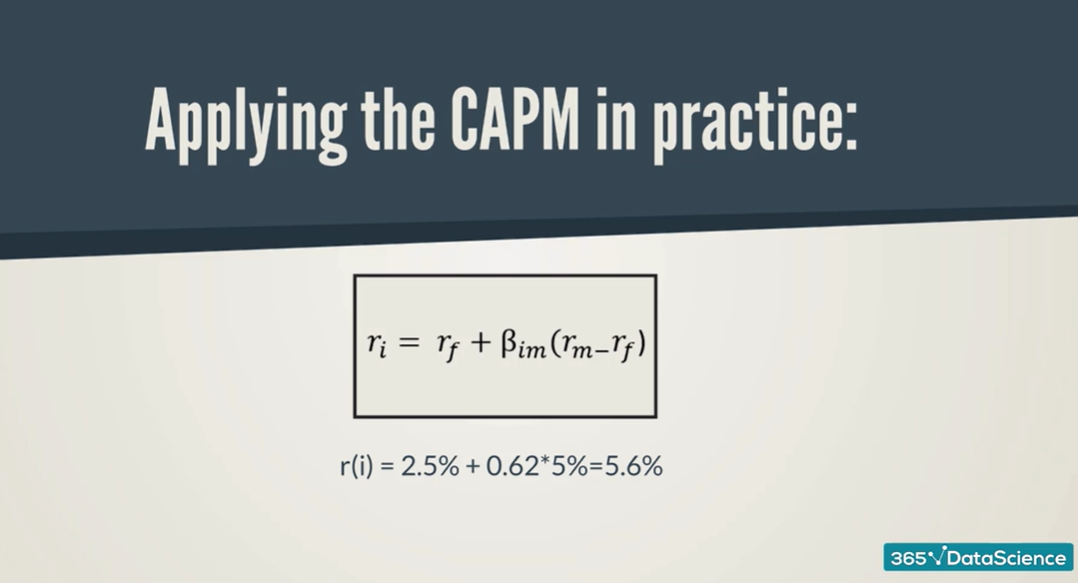 Applying the CAPM in practice:
rᵢ = r_f + β_im(r_m−r_f)
r(i) = 2.5% + 0.62*5%=5.6%
365 DataScience